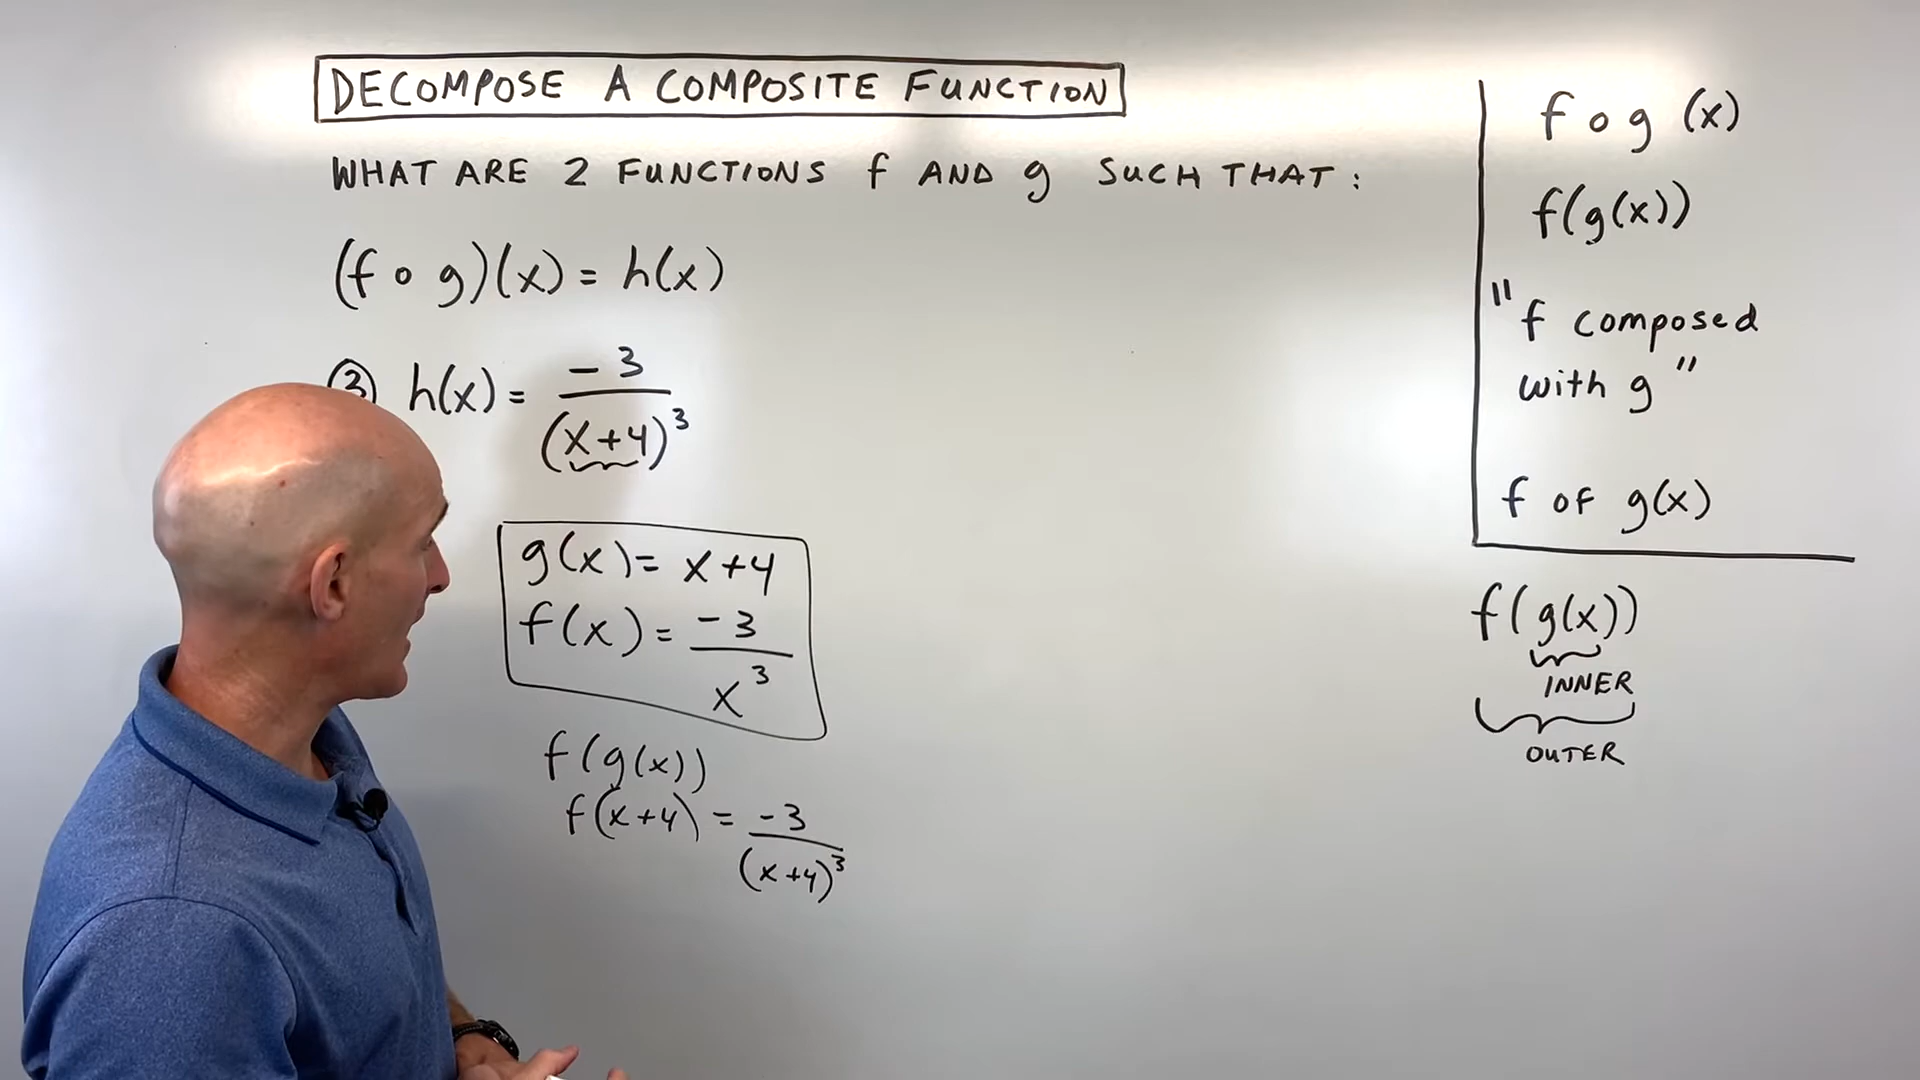 DECOMPOSE A COMPOSITE FUNCTION
WHAT ARE 2 FUNCTIONS f AND g SUCH THAT:
(f ∘ g)(x) = h(x)
③ h(x) = -3
(x+4)³
g(x) = x+4
f(x) = -3
x³
f(g(x))
f(x+4) = -3
(x+4)³
f ∘ g (x)
f(g(x))
"f composed
with g"
f of g(x)
f(g(x))
INNER
OUTER